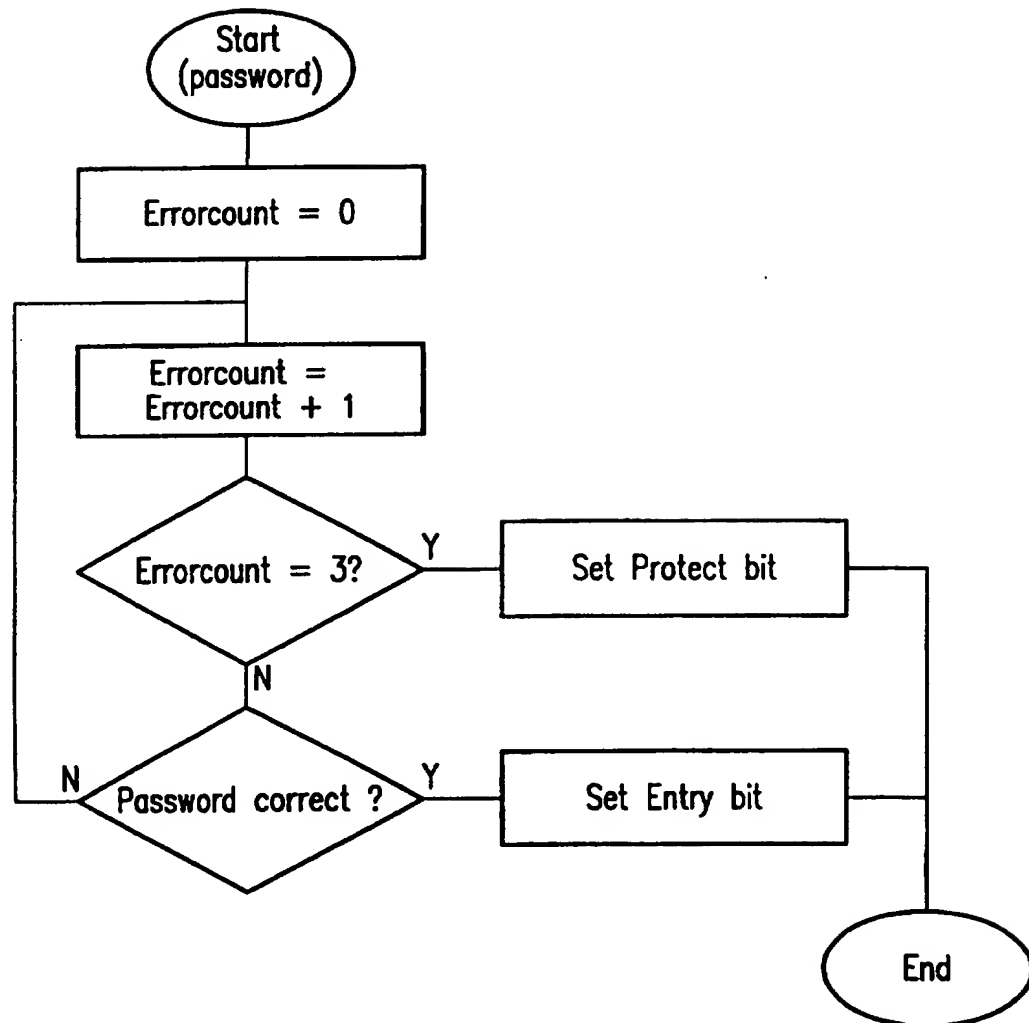 Start
(password)
Errorcount = 0
Errorcount =
Errorcount + 1
Errorcount = 3?
Y
Set Protect bit
N
N
Password correct ?
Y
Set Entry bit
End